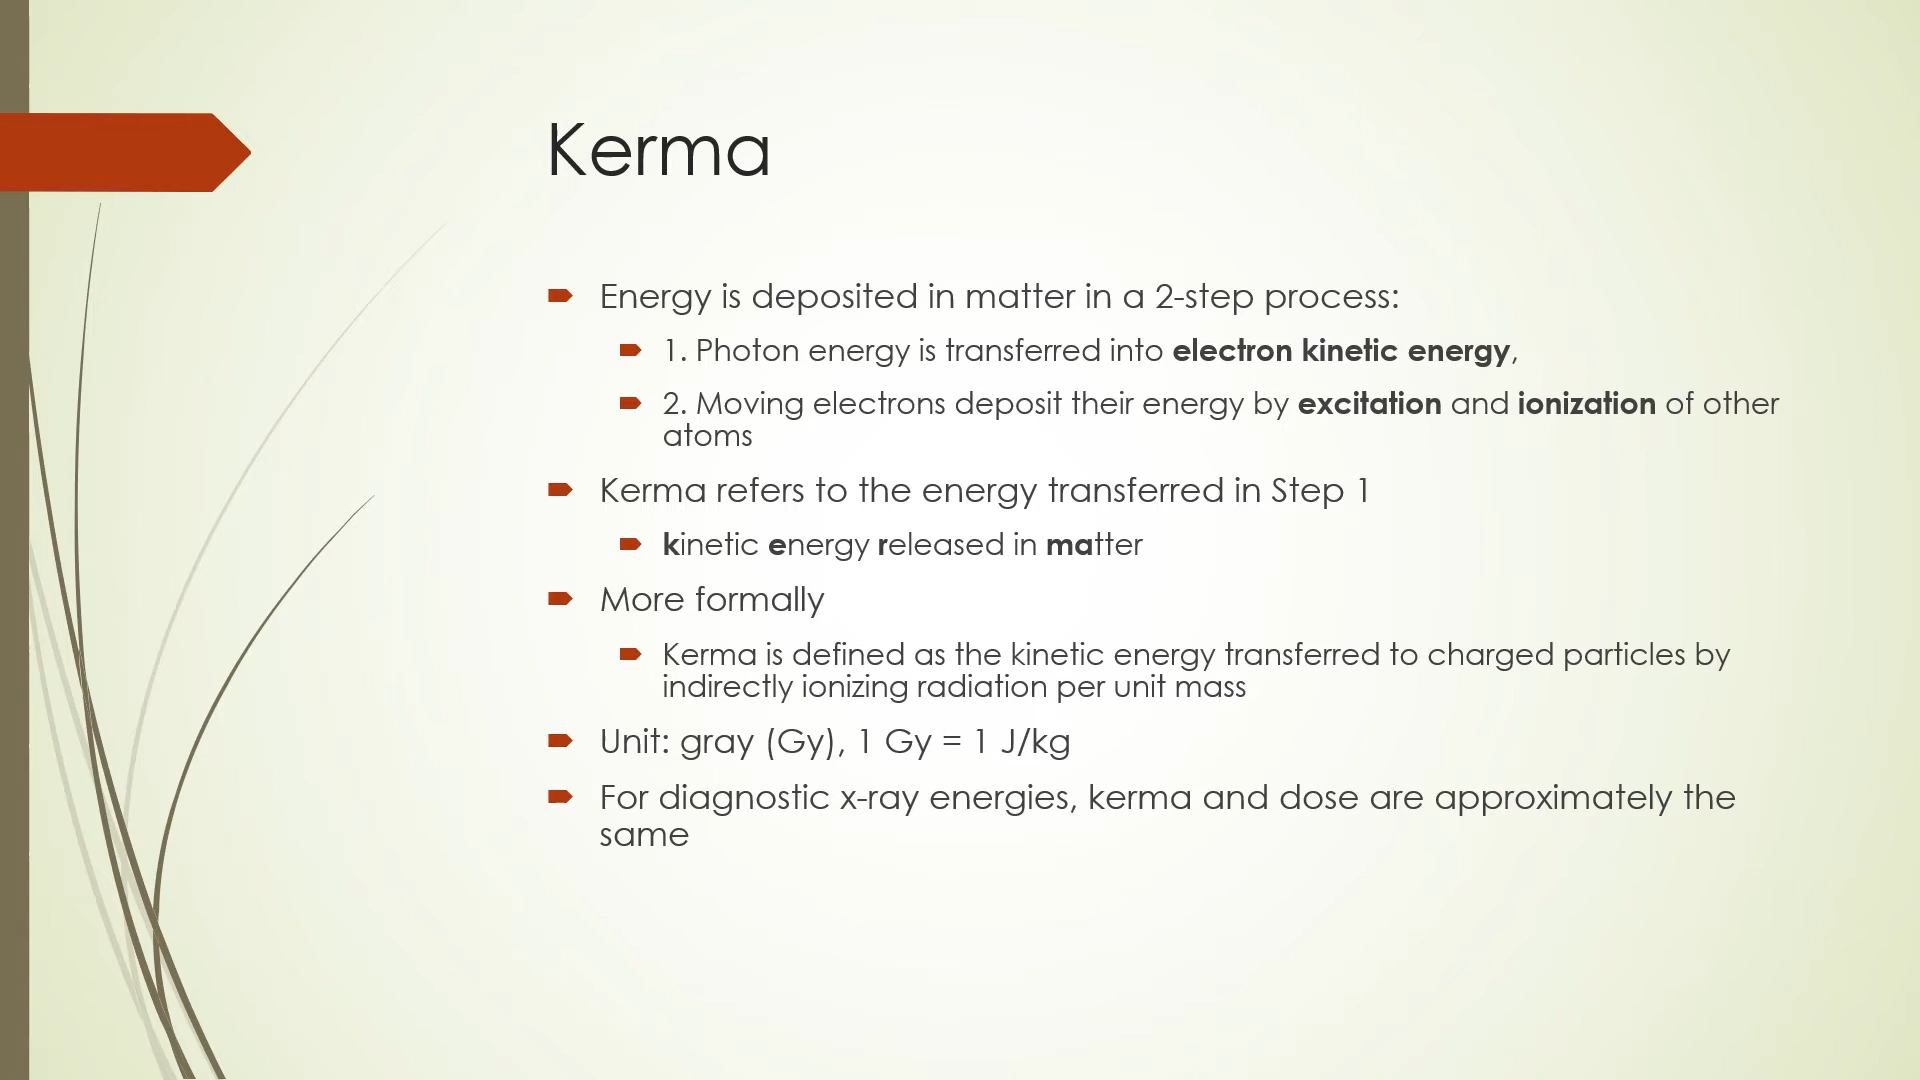 Kerma
Energy is deposited in matter in a 2-step process:
1. Photon energy is transferred into electron kinetic energy,
2. Moving electrons deposit their energy by excitation and ionization of other
atoms
Kerma refers to the energy transferred in Step 1
kinetic energy released in matter
More formally
Kerma is defined as the kinetic energy transferred to charged particles by
indirectly ionizing radiation per unit mass
Unit: gray (Gy), 1 Gy = 1 J/kg
For diagnostic x-ray energies, kerma and dose are approximately the
same